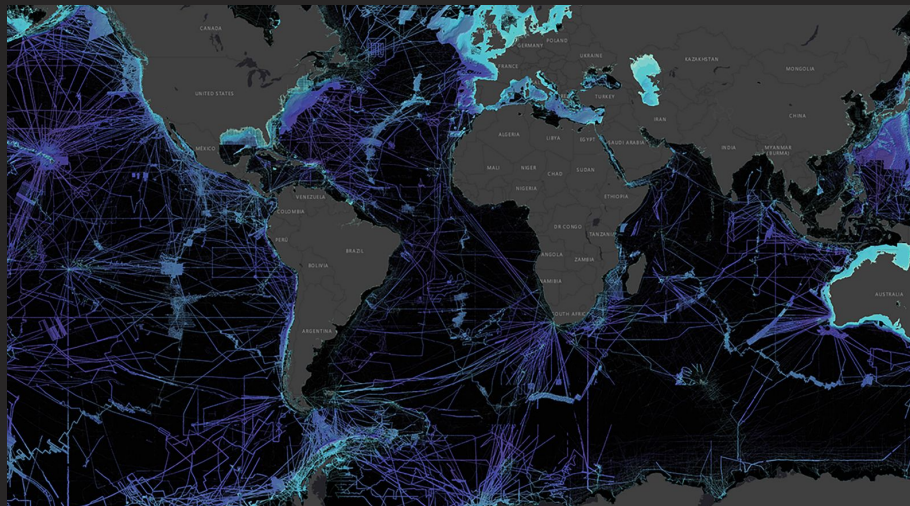 CANADA
POLAND
GERMANY
UKRAINE
FRANCE
KAZAKHSTAN
MONGOLIA
UNITED STATES
TURKEY
IRAN
CHINA
ALGERIA
LIBYA
EGYPT
SAUDI ARABIA
MÉXICO
INDIA
MYANMAR
(BURMA)
MALI
NIGER
CHAD
SUDAN
NIGERIA
ETHIOPIA
VENEZUELA
COLOMBIA
DR CONGO
TANZANIA
PERU
BRAZIL
ANGOLA
ZAMBIA
BOLIVIA
NAMIBIA
AUSTRALIA
SOUTH AFRICA
ARGENTINA